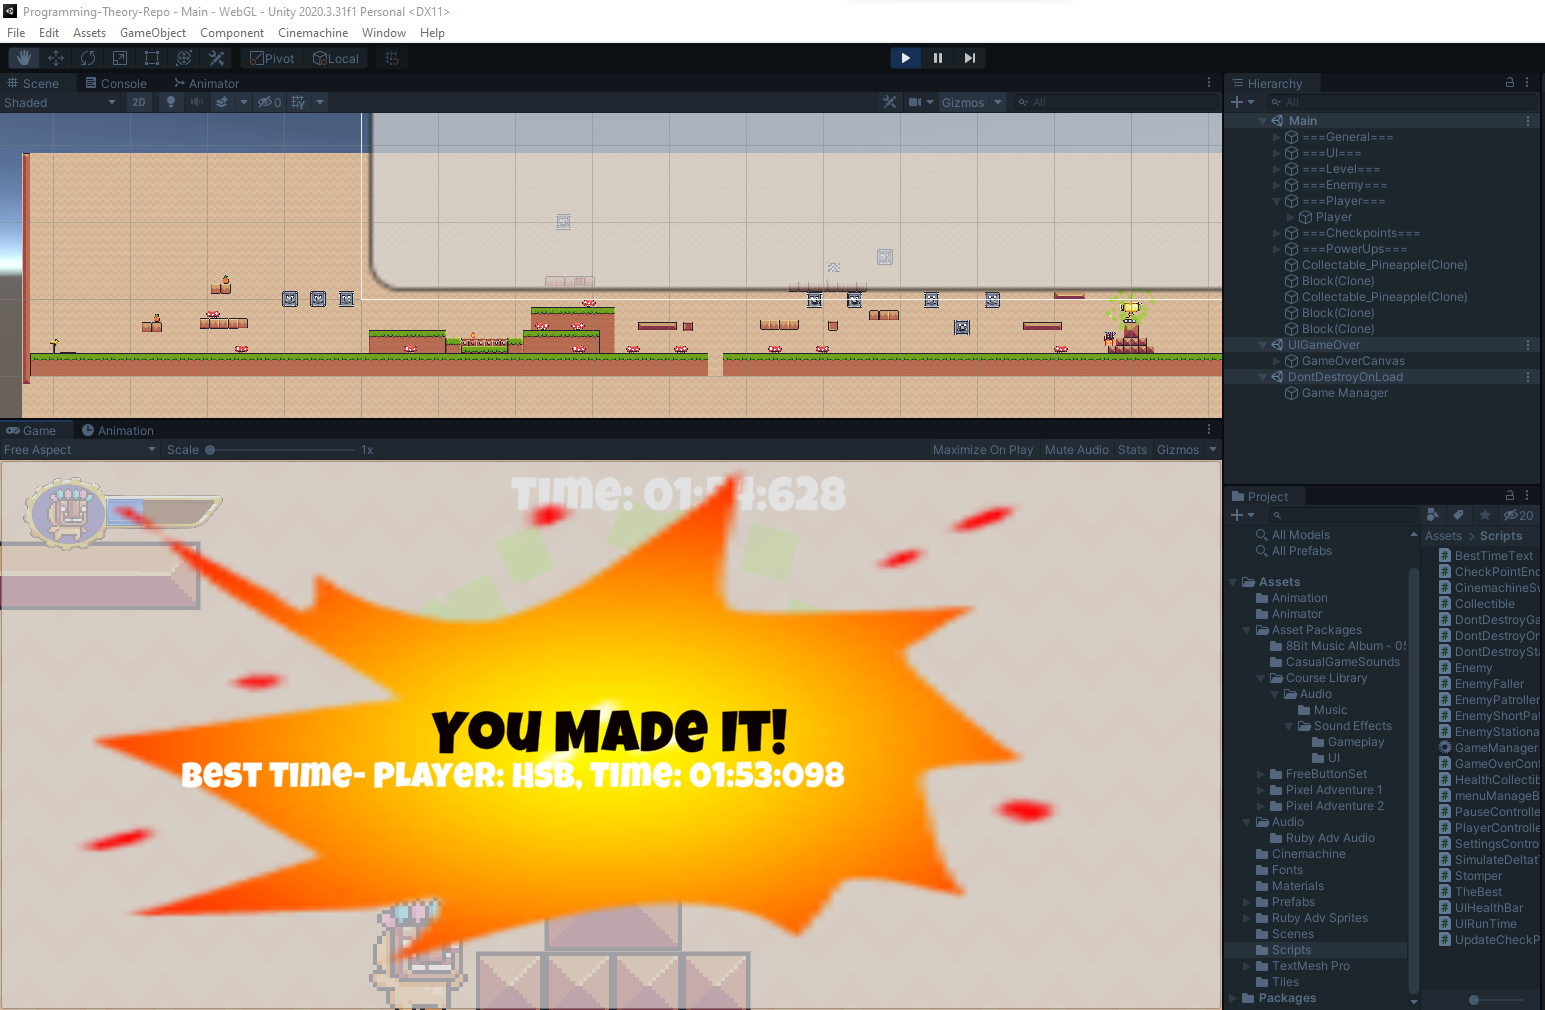 Programming-Theory-Repo - Main - WebGL - Unity 2020.3.31f1 Personal <DX11>
File Edit Assets GameObject Component Cinemachine Window Help
Pivot Local
Scene Console Animator
Shaded 2D 0 Gizmos All
Hierarchy
All
Main
===General===
===UI===
===Level===
===Enemy===
===Player===
Player
===Checkpoints===
===PowerUps===
Collectable_Pineapple(Clone)
Block(Clone)
Collectable_Pineapple(Clone)
Block(Clone)
Block(Clone)
UIGameOver
GameOverCanvas
DontDestroyOnLoad
Game Manager
Game Animation
Free Aspect Scale 1x Maximize On Play Mute Audio Stats Gizmos
Time: 01:54:628
YOU MADE IT!
Best Time- Player: HSB, Time: 01:53:098
Project
20
All Models
All Prefabs
Assets
Animation
Animator
Asset Packages
8Bit Music Album - 05
CasualGameSounds
Course Library
Audio
Music
Sound Effects
Gameplay
UI
FreeButtonSet
Pixel Adventure 1
Pixel Adventure 2
Audio
Ruby Adv Audio
Cinemachine
Fonts
Materials
Prefabs
Ruby Adv Sprites
Scenes
Scripts
TextMesh Pro
Tiles
Packages
Assets > Scripts
BestTimeText
CheckPointEnd
CinemachineSw
Collectible
DontDestroyGa
DontDestroyOn
DontDestroySta
Enemy
EnemyFaller
EnemyPatroller
EnemyShortPat
EnemyStationa
GameManager
GameOverCont
HealthCollectib
menuManageB
PauseControlle
PlayerControlle
SettingsContro
SimulateDeltaT
Stomper
TheBest
UIHealthBar
UIRunTime
UpdateCheckP